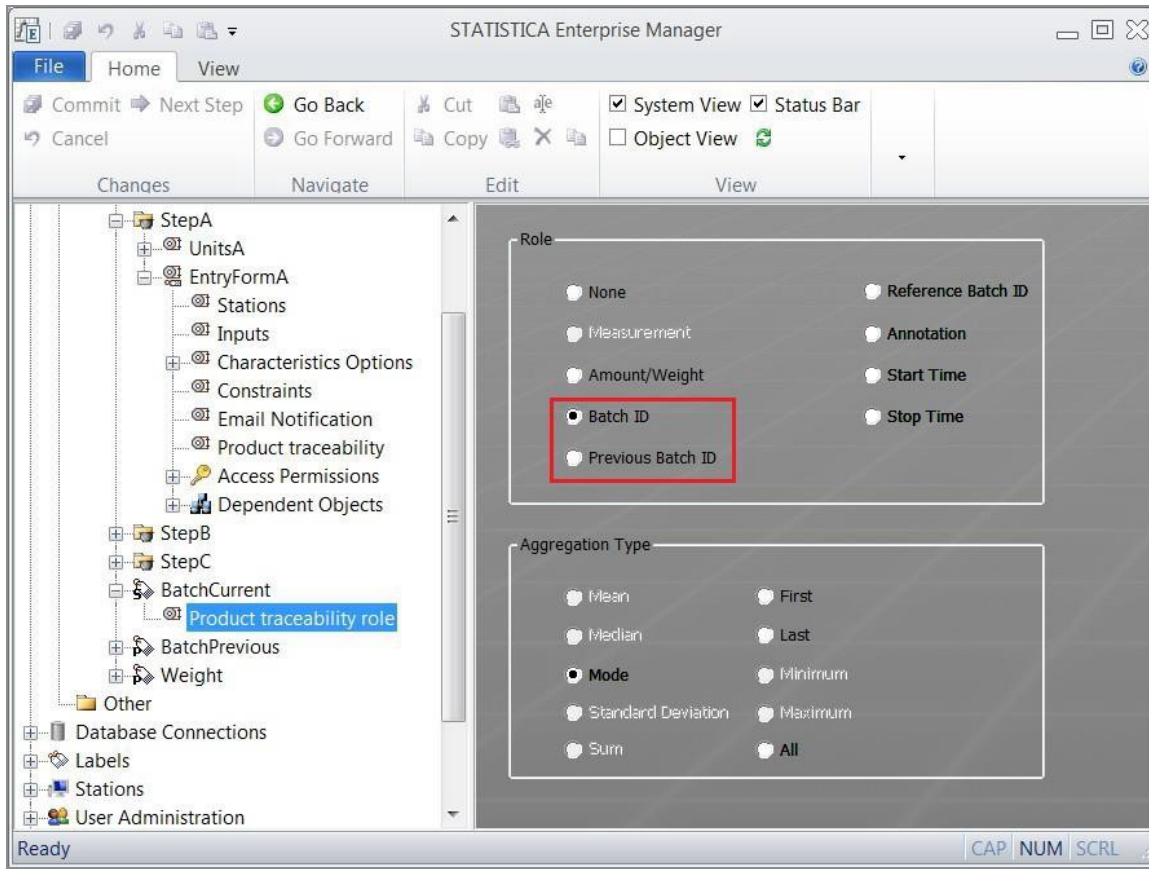 STATISTICA Enterprise Manager
File Home View
Commit Next Step Go Back Cut a|e System View Status Bar
Cancel Go Forward Copy Object View
Changes Navigate Edit View
StepA
UnitsA
EntryFormA
Stations
Inputs
Characteristics Options
Constraints
Email Notification
Product traceability
Access Permissions
Dependent Objects
StepB
StepC
BatchCurrent
Product traceability role
BatchPrevious
Weight
Other
Database Connections
Labels
Stations
User Administration
Role
None Reference Batch ID
Measurement Annotation
Amount/Weight Start Time
Batch ID Stop Time
Previous Batch ID
Aggregation Type
Mean First
Median Last
Mode Minimum
Standard Deviation Maximum
Sum All
Ready CAP NUM SCRL